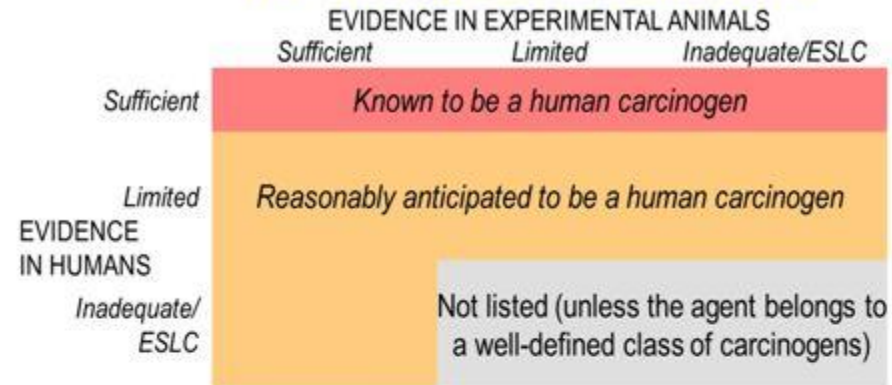 EVIDENCE IN EXPERIMENTAL ANIMALS
Sufficient Limited Inadequate/ESLC
Sufficient Known to be a human carcinogen
Limited Reasonably anticipated to be a human carcinogen
EVIDENCE
IN HUMANS
Inadequate/
ESLC
Not listed (unless the agent belongs to
a well-defined class of carcinogens)